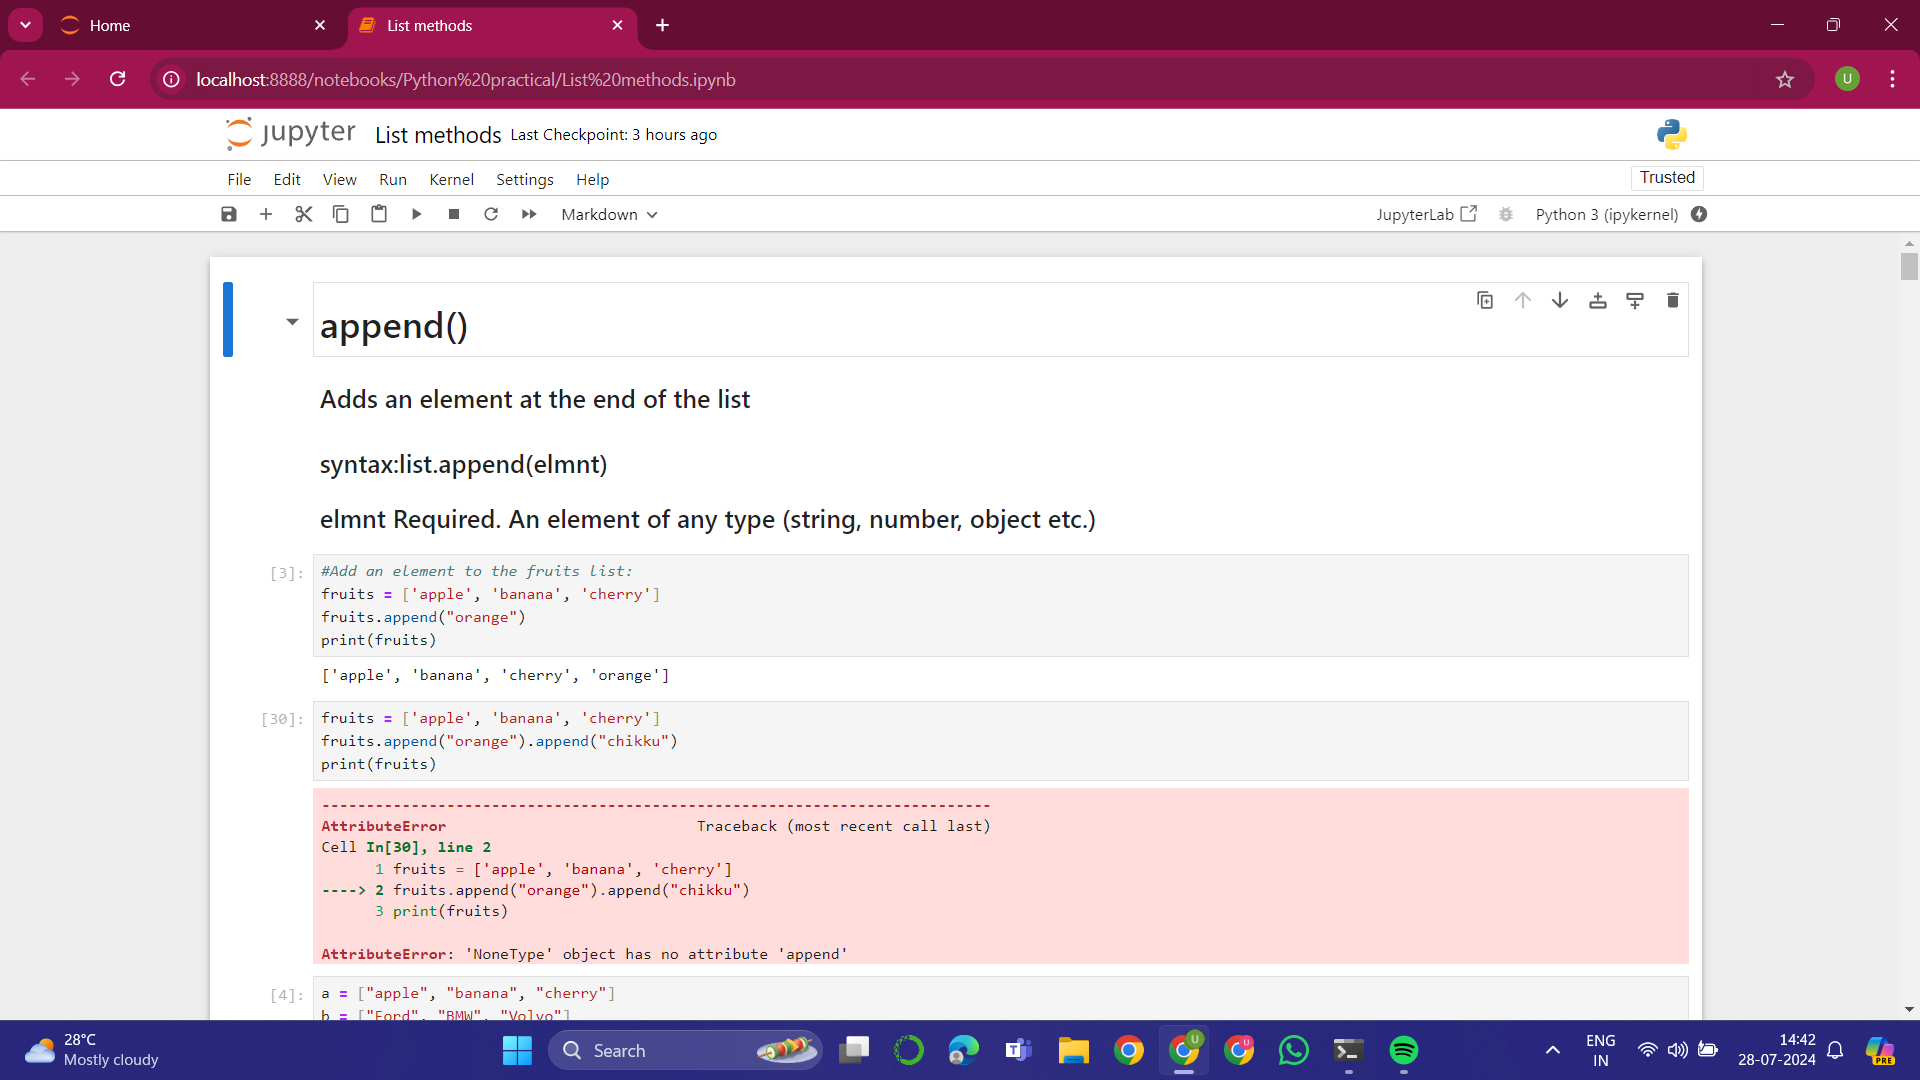 Home
List methods
localhost:8888/notebooks/Python%20practical/List%20methods.ipynb
U
jupyter List methods Last Checkpoint: 3 hours ago
File Edit View Run Kernel Settings Help
Trusted
Markdown
JupyterLab
Python 3 (ipykernel)
append()
Adds an element at the end of the list
syntax:list.append(elmnt)
elmnt Required. An element of any type (string, number, object etc.)
[3]:
#Add an element to the fruits list:
fruits = ['apple', 'banana', 'cherry']
fruits.append("orange")
print(fruits)
['apple', 'banana', 'cherry', 'orange']
[30]:
fruits = ['apple', 'banana', 'cherry']
fruits.append("orange").append("chikku")
print(fruits)
---------------------------------------------------------------------------
AttributeError Traceback (most recent call last)
Cell In[30], line 2
1 fruits = ['apple', 'banana', 'cherry']
----> 2 fruits.append("orange").append("chikku")
3 print(fruits)
AttributeError: 'NoneType' object has no attribute 'append'
[4]:
a = ["apple", "banana", "cherry"]
b = ["Ford", "BMW", "Volvo"]
28°C
Mostly cloudy
Search
U
U
ENG
IN
14:42
28-07-2024
PRE